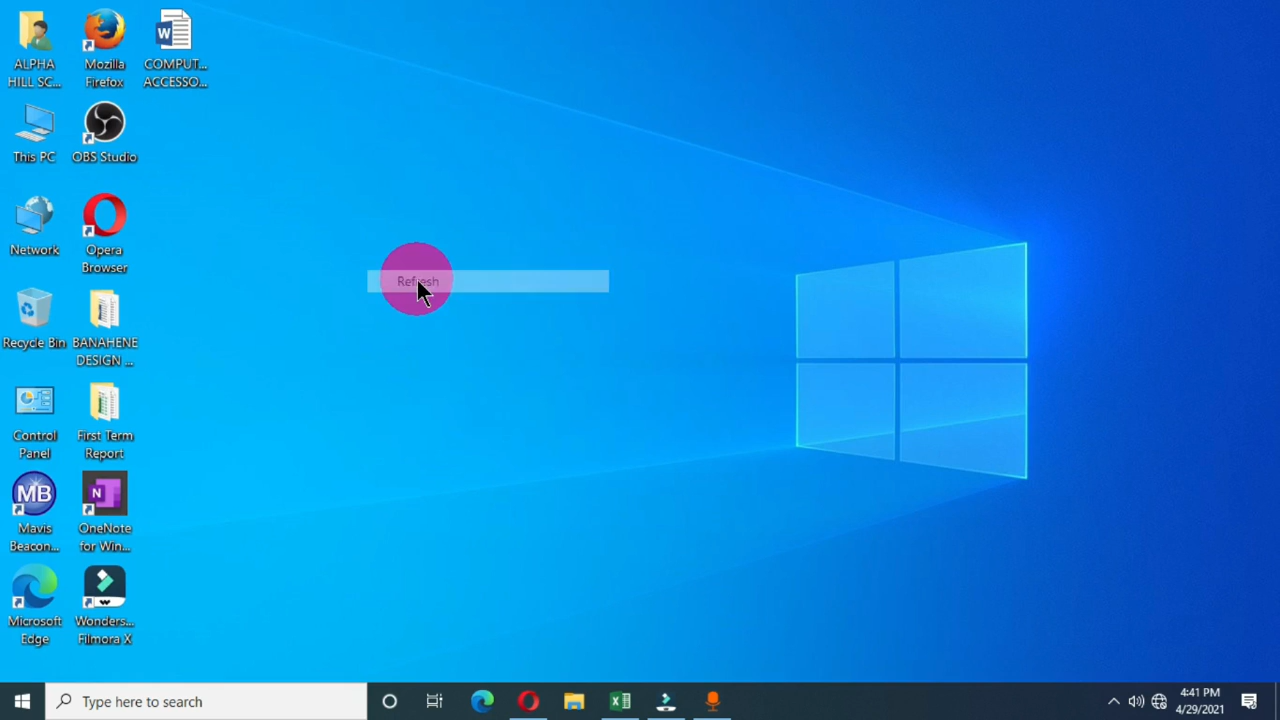 ALPHA
HILL SC...
Mozilla
Firefox
COMPUT...
ACCESSO...
This PC
OBS Studio
Network
Opera
Browser
Refresh
Recycle Bin
BANAHENE
DESIGN ...
Control
Panel
First Term
Report
MB
Mavis
Beacon...
N
OneNote
for Win...
Microsoft
Edge
Wonders...
Filmora X
Type here to search
4:41 PM
4/29/2021